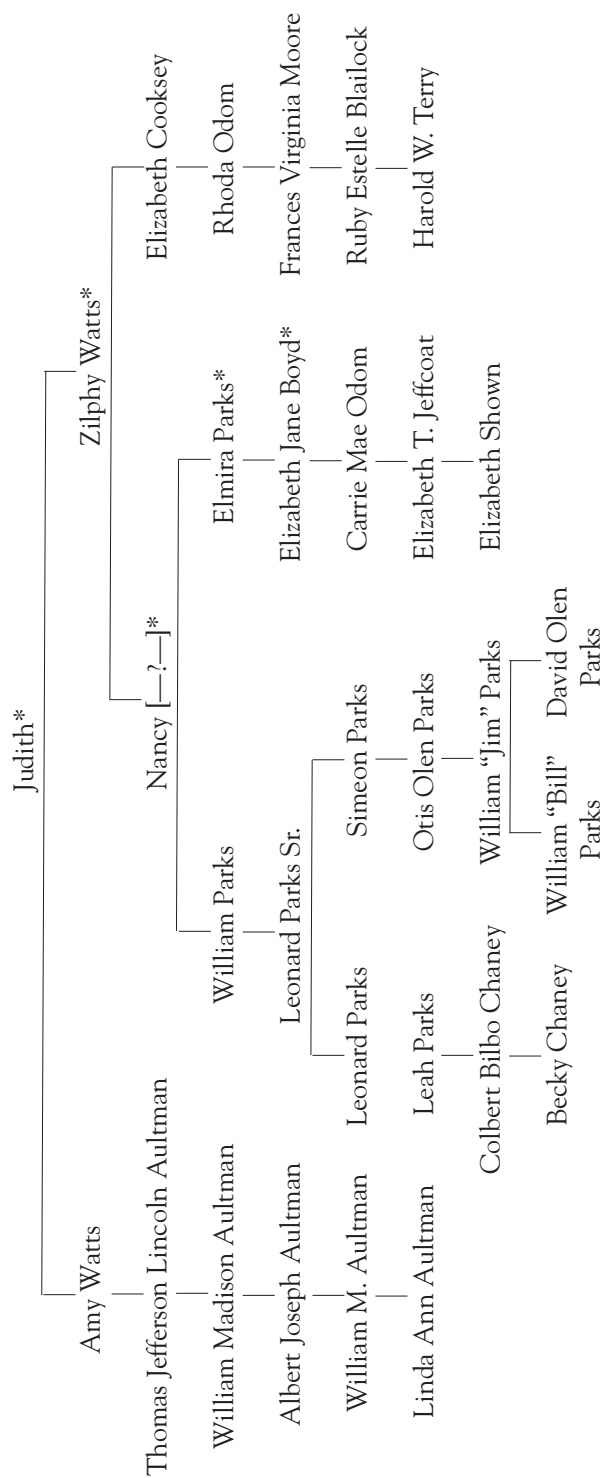 Judith*
Amy Watts
Zilphy Watts*
Thomas Jefferson Lincoln Aultman
Nancy [—?—]*
Elizabeth Cooksey
William Madison Aultman
William Parks
Elmira Parks*
Rhoda Odom
Albert Joseph Aultman
Leonard Parks Sr.
Elizabeth Jane Boyd*
Frances Virginia Moore
William M. Aultman
Leonard Parks
Simeon Parks
Carrie Mae Odom
Ruby Estelle Blailock
Linda Ann Aultman
Leah Parks
Otis Olen Parks
Elizabeth T. Jeffcoat
Harold W. Terry
Colbert Bilbo Chaney
William “Jim” Parks
Elizabeth Shown
Becky Chaney
William “Bill”
Parks
David Olen
Parks